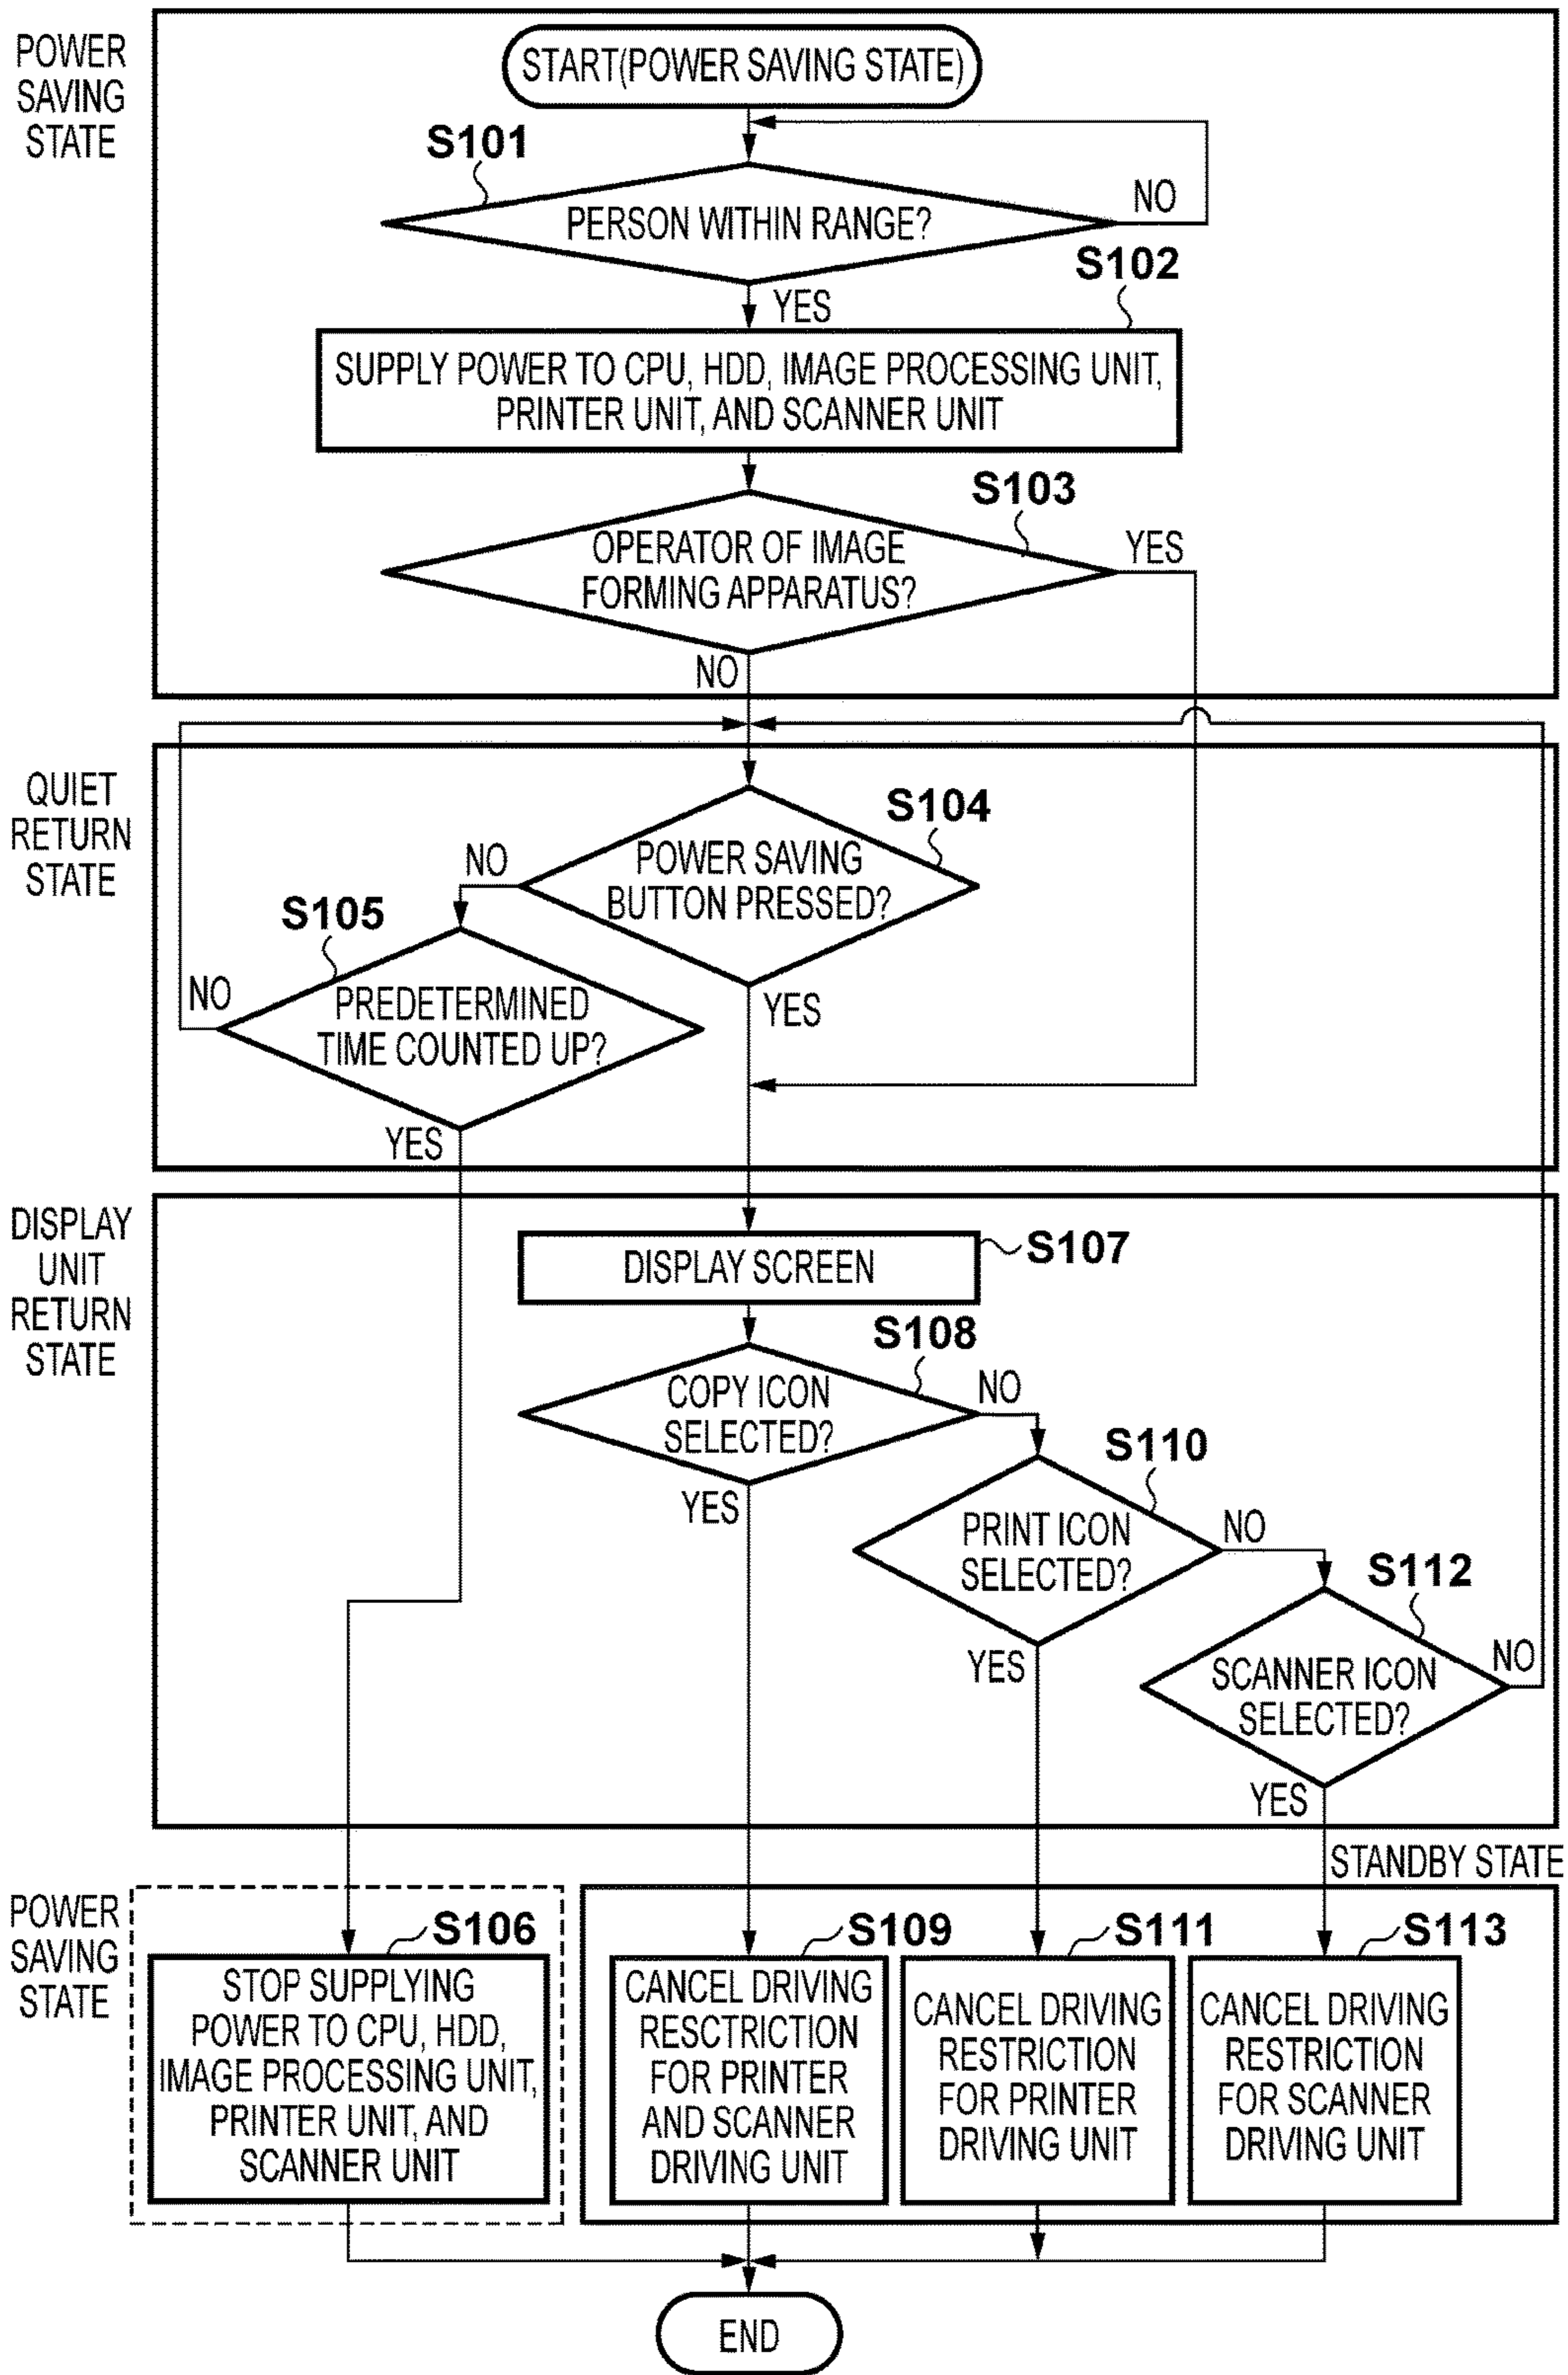 POWER
SAVING
STATE
START(POWER SAVING STATE)
S101
PERSON WITHIN RANGE?
NO
YES
S102
SUPPLY POWER TO CPU, HDD, IMAGE PROCESSING UNIT,
PRINTER UNIT, AND SCANNER UNIT
S103
OPERATOR OF IMAGE
FORMING APPARATUS?
YES
NO
QUIET
RETURN
STATE
S104
POWER SAVING
BUTTON PRESSED?
NO
YES
S105
PREDETERMINED
TIME COUNTED UP?
NO
YES
DISPLAY
UNIT
RETURN
STATE
DISPLAY SCREEN
S107
S108
COPY ICON
SELECTED?
NO
YES
S110
PRINT ICON
SELECTED?
NO
YES
S112
SCANNER ICON
SELECTED?
NO
YES
STANDBY STATE
POWER
SAVING
STATE
S106
STOP SUPPLYING
POWER TO CPU, HDD,
IMAGE PROCESSING UNIT,
PRINTER UNIT, AND
SCANNER UNIT
S109
CANCEL DRIVING
RESCTRICTION
FOR PRINTER
AND SCANNER
DRIVING UNIT
S111
CANCEL DRIVING
RESTRICTION
FOR PRINTER
DRIVING UNIT
S113
CANCEL DRIVING
RESTRICTION
FOR SCANNER
DRIVING UNIT
END